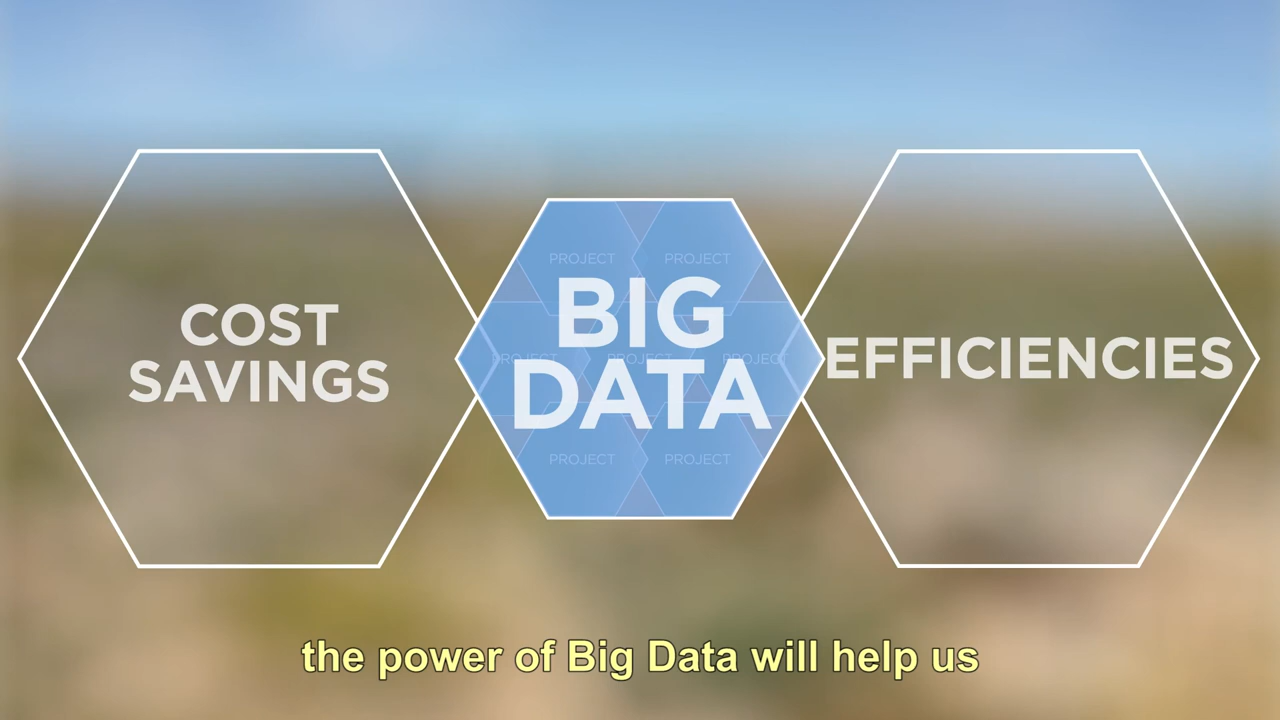 COST
SAVINGS
PROJECT PROJECT
BIG
PROJECT PROJECT PROJECT
DATA
PROJECT PROJECT
EFFICIENCIES
the power of Big Data will help us